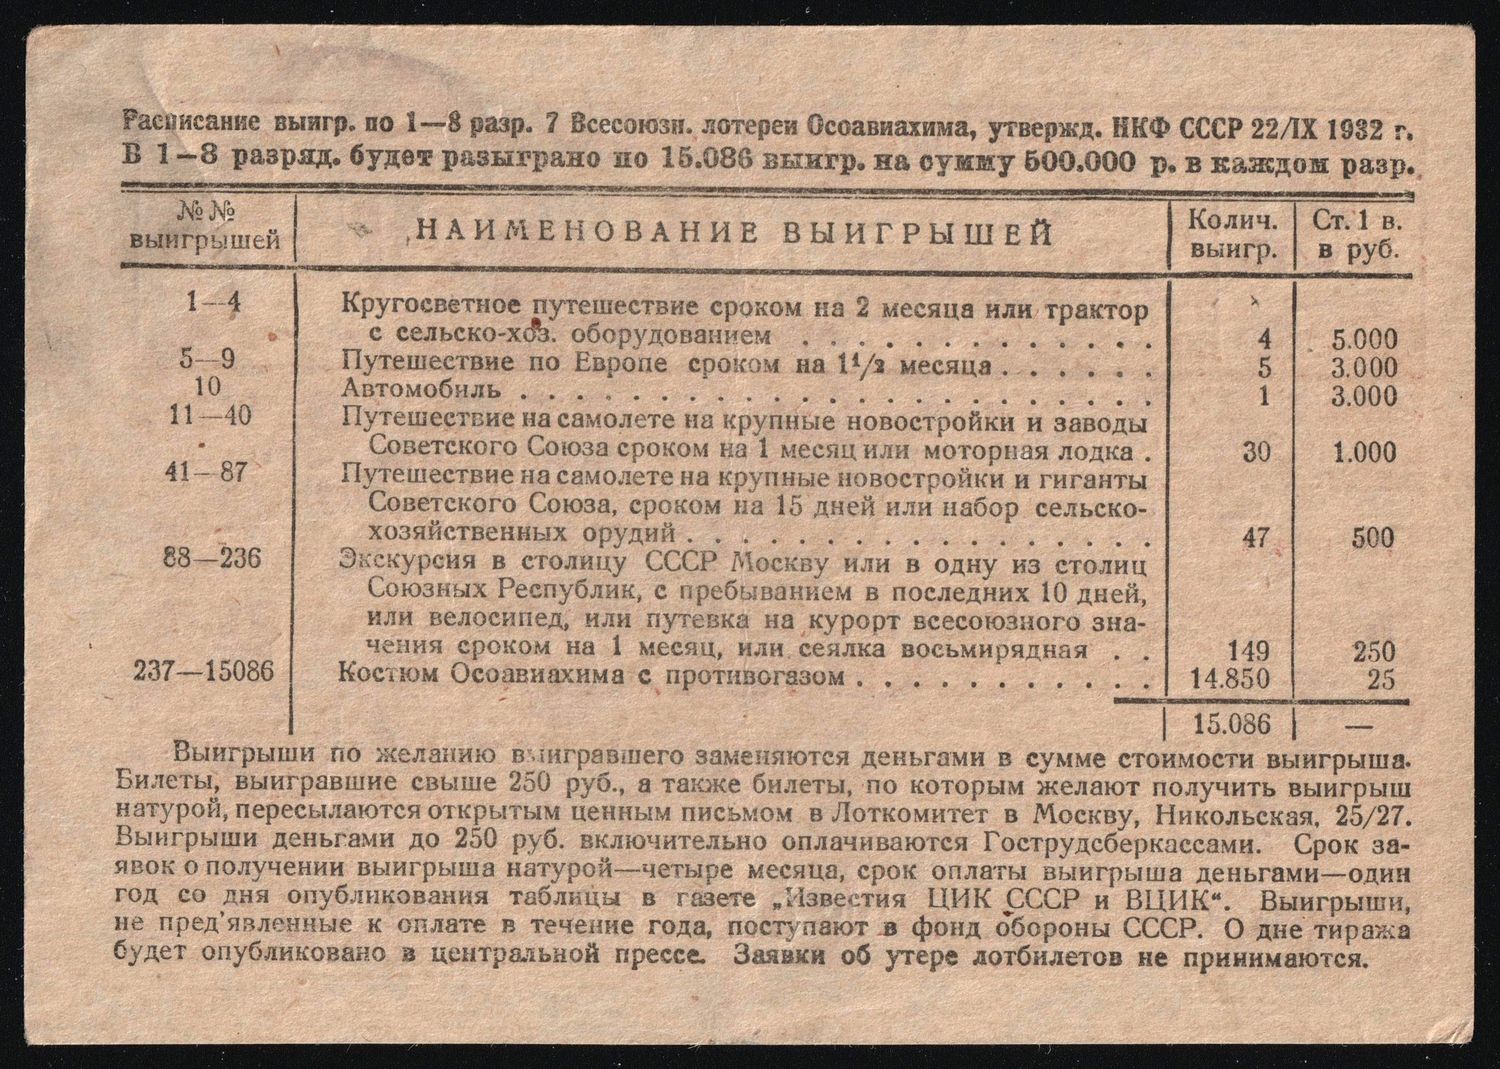 Расписание выигр. по 1—8 разр. 7 Всесоюзн. лотереи Осоавиахима, утвержд. НКФ СССР 22/IX 1932 г.
В 1—8 разряд. будет разыграно по 15.086 выигр. на сумму 500.000 р. в каждом разр.
№№ выигрышей НАИМЕНОВАНИЕ ВЫИГРЫШЕЙ Колич. выигр. Ст. 1 в. в руб.
1—4 Кругосветное путешествие сроком на 2 месяца или трактор
с сельско-хоз. оборудованием . . . . . . . . . . . . . 4 5.000
5—9 Путешествие по Европе сроком на 1½ месяца . . . . . . 5 3.000
10 Автомобиль . . . . . . . . . . . . . . . . . . . . . . . 1 3.000
11—40 Путешествие на самолете на крупные новостройки и заводы
Советского Союза сроком на 1 месяц или моторная лодка . 30 1.000
41—87 Путешествие на самолете на крупные новостройки и гиганты
Советского Союза, сроком на 15 дней или набор сельско-
хозяйственных орудий . . . . . . . . . . . . . . . . . 47 500
88—236 Экскурсия в столицу СССР Москву или в одну из столиц
Союзных Республик, с пребыванием в последних 10 дней,
или велосипед, или путевка на курорт всесоюзного зна-
чения сроком на 1 месяц, или сеялка восьмирядная . . 149 250
237—15086 Костюм Осоавиахима с противогазом . . . . . . . . . . . 14.850 25
15.086 —
Выигрыши по желанию выигравшего заменяются деньгами в сумме стоимости выигрыша.
Билеты, выигравшие свыше 250 руб., а также билеты, по которым желают получить выигрыш
натурой, пересылаются открытым ценным письмом в Лоткомитет в Москву, Никольская, 25/27.
Выигрыши деньгами до 250 руб. включительно оплачиваются Гострудсберкассами. Срок за-
явок о получении выигрыша натурой—четыре месяца, срок оплаты выигрыша деньгами—один
год со дня опубликования таблицы в газете „Известия ЦИК СССР и ВЦИК“. Выигрыши,
не пред'явленные к оплате в течение года, поступают в фонд обороны СССР. О дне тиража
будет опубликовано в центральной прессе. Заявки об утере лотбилетов не принимаются.